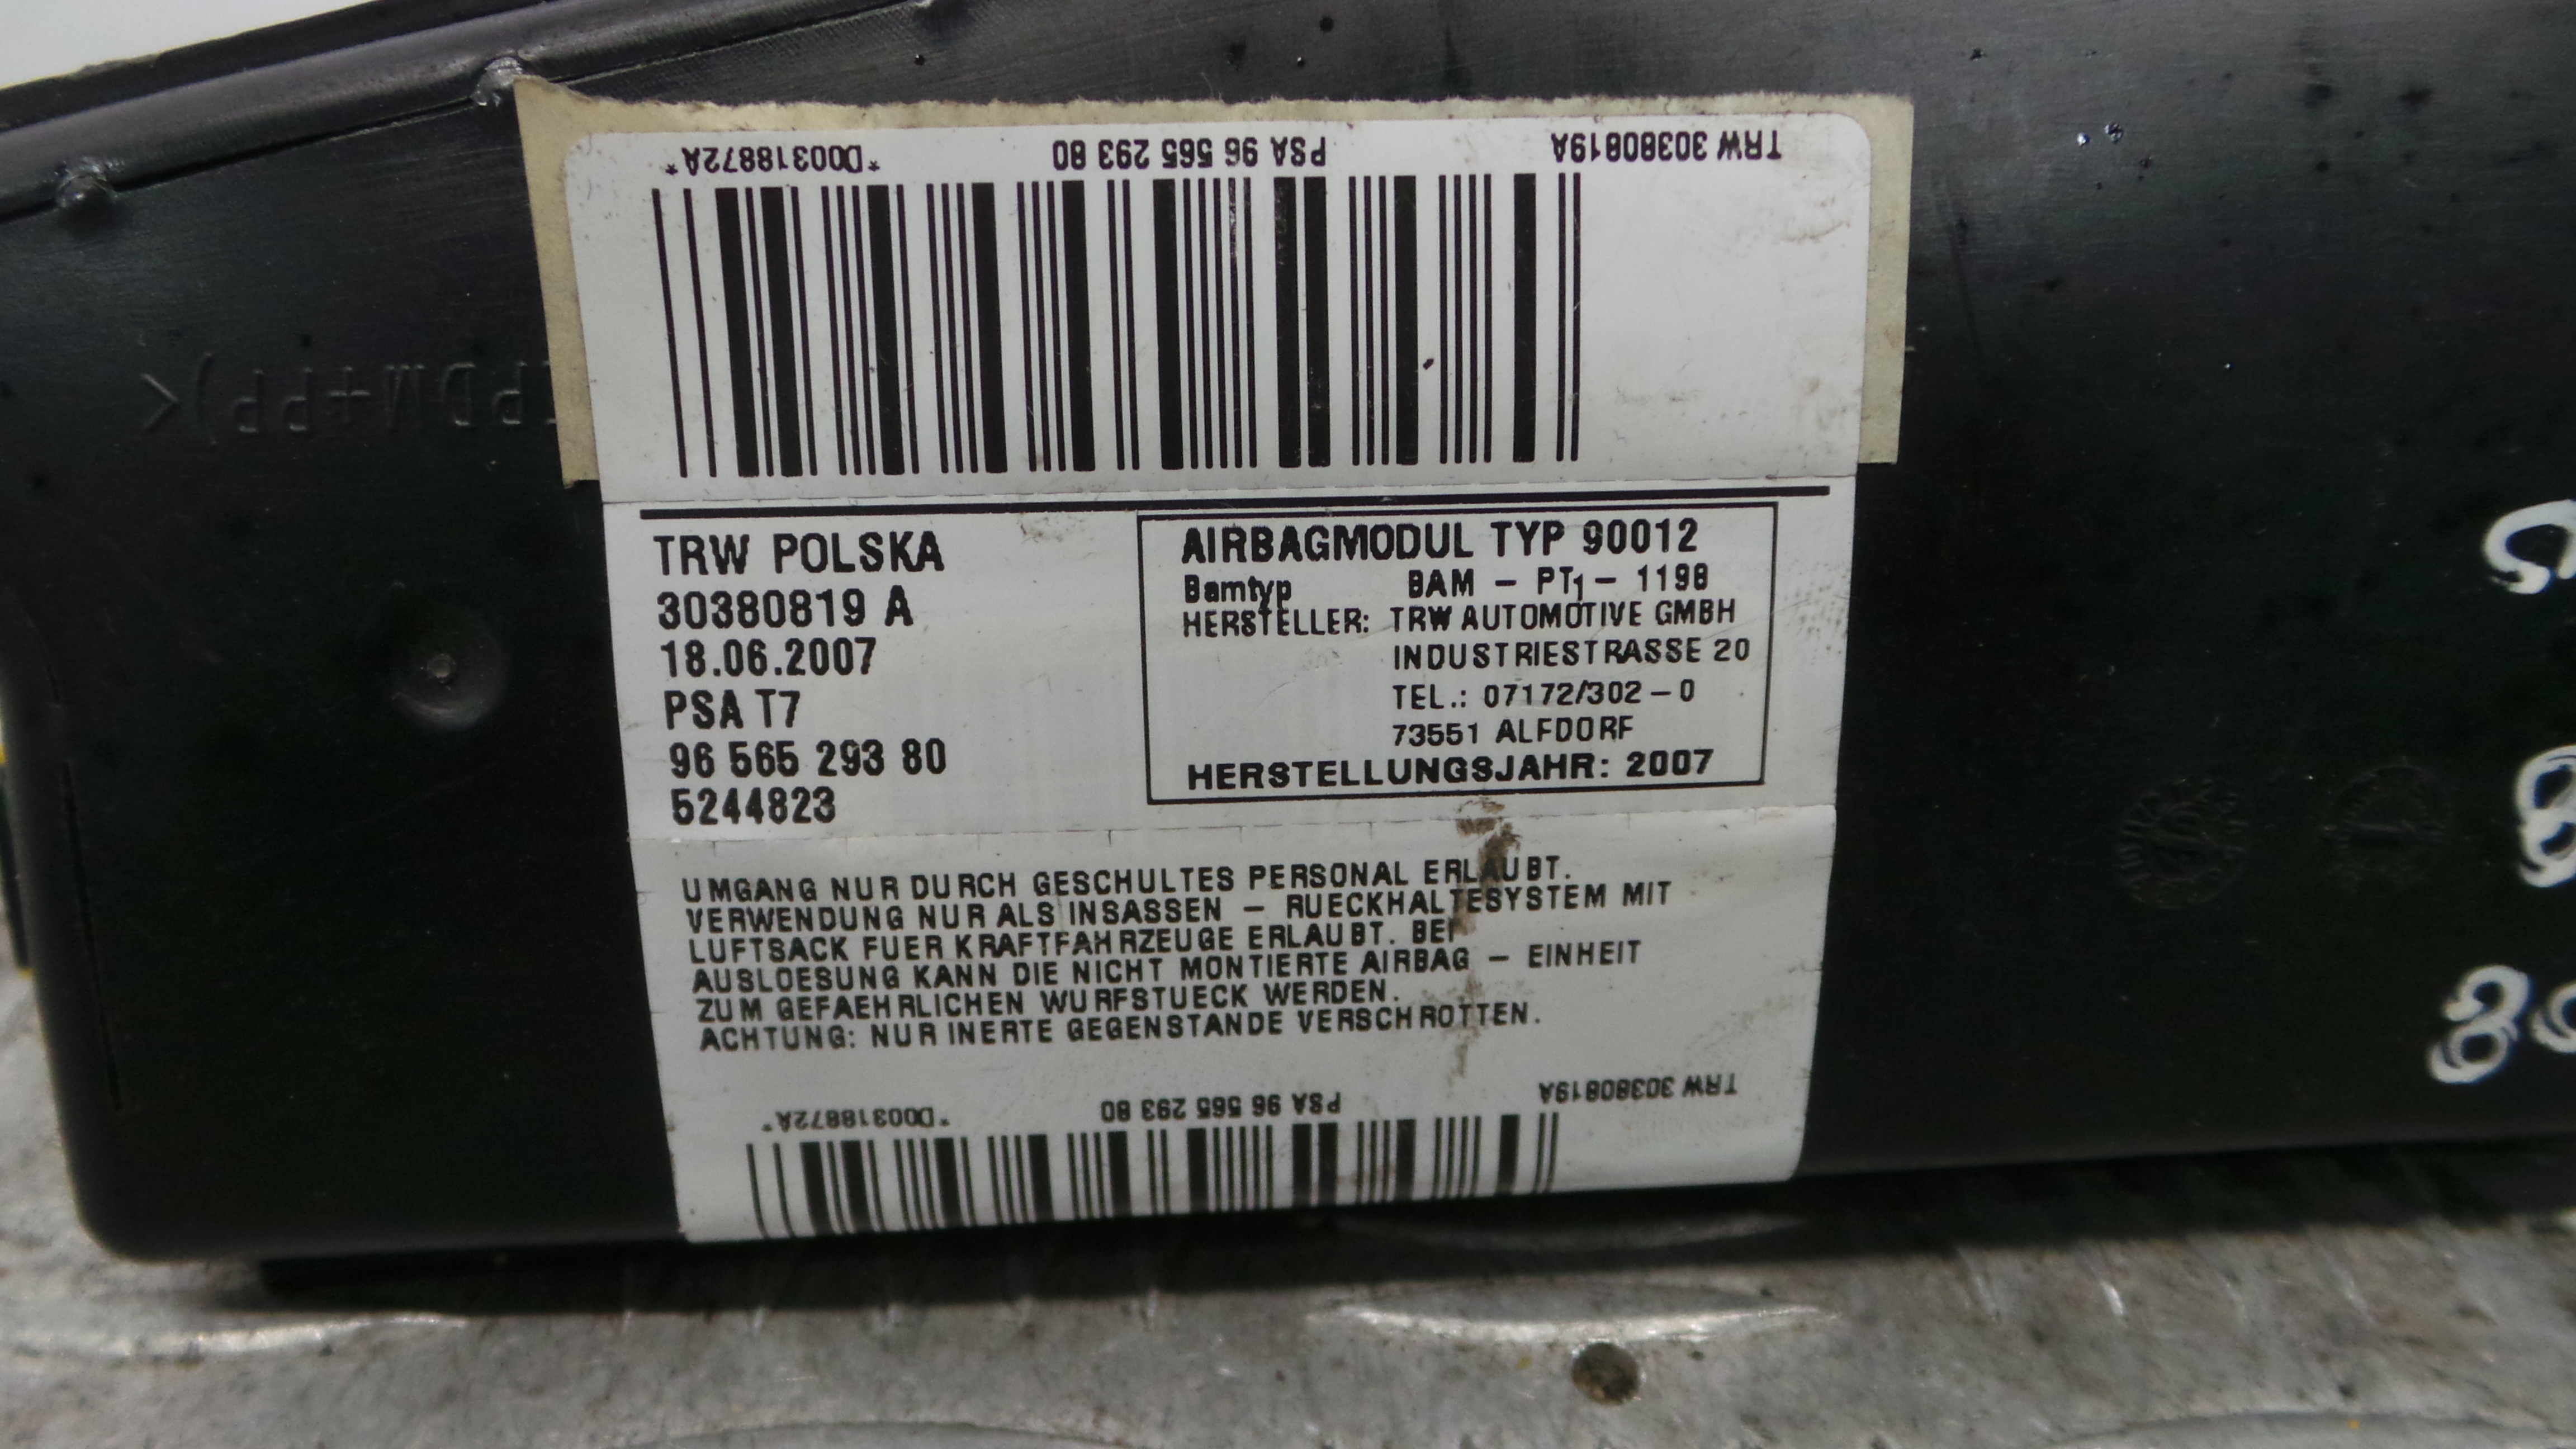 TRW 30380819A PSA 96 565 293 80 *D00318872A*
PDM+PP)<
TRW POLSKA
30380819 A
18.06.2007
PSA T7
96 565 293 80
5244823
AIRBAGMODUL TYP 90012
Bamtyp BAM - PT1 - 1198
HERSTELLER: TRW AUTOMOTIVE GMBH
INDUSTRIESTRASSE 20
TEL.: 07172/302-0
73551 ALFDORF
HERSTELLUNGSJAHR: 2007
UMGANG NUR DURCH GESCHULTES PERSONAL ERLAUBT.
VERWENDUNG NUR ALS INSASSEN - RUECKHALTESYSTEM MIT
LUFTSACK FUER KRAFTFAHRZEUGE ERLAUBT. BEI
AUSLOESUNG KANN DIE NICHT MONTIERTE AIRBAG - EINHEIT
ZUM GEFAEHRLICHEN WURFSTUECK WERDEN.
ACHTUNG: NUR INERTE GEGENSTANDE VERSCHROTTEN.
TRW 30380819A PSA 96 565 293 80 *D00318872A*